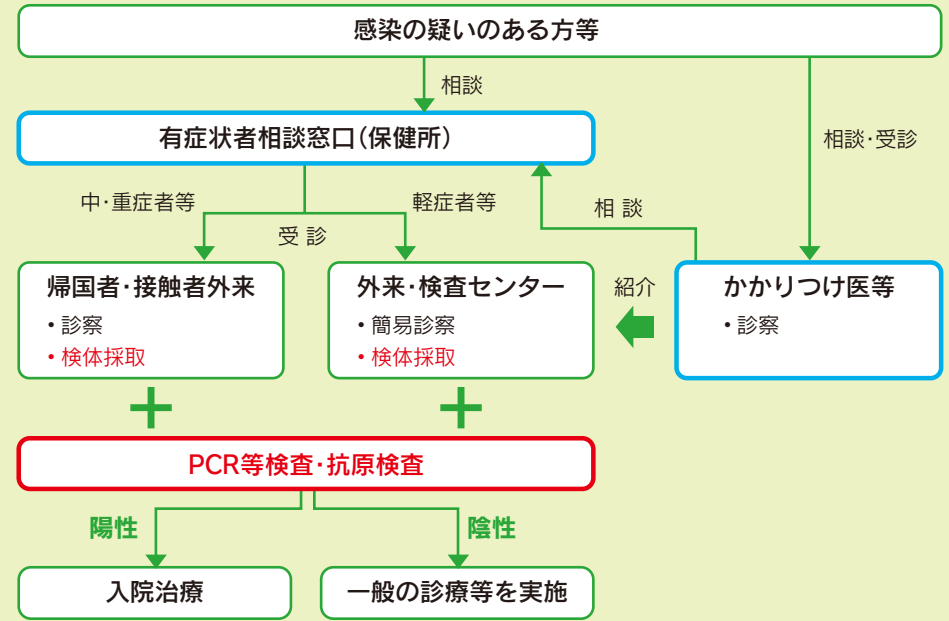 感染の疑いのある方等
相談
相談・受診
有症状者相談窓口(保健所)
中・重症者等
軽症者等
受 診
相 談
帰国者・接触者外来
・診察
・検体採取
外来・検査センター
・簡易診察
・検体採取
紹介
かかりつけ医等
・診察
PCR等検査・抗原検査
陽性
陰性
入院治療
一般の診療等を実施